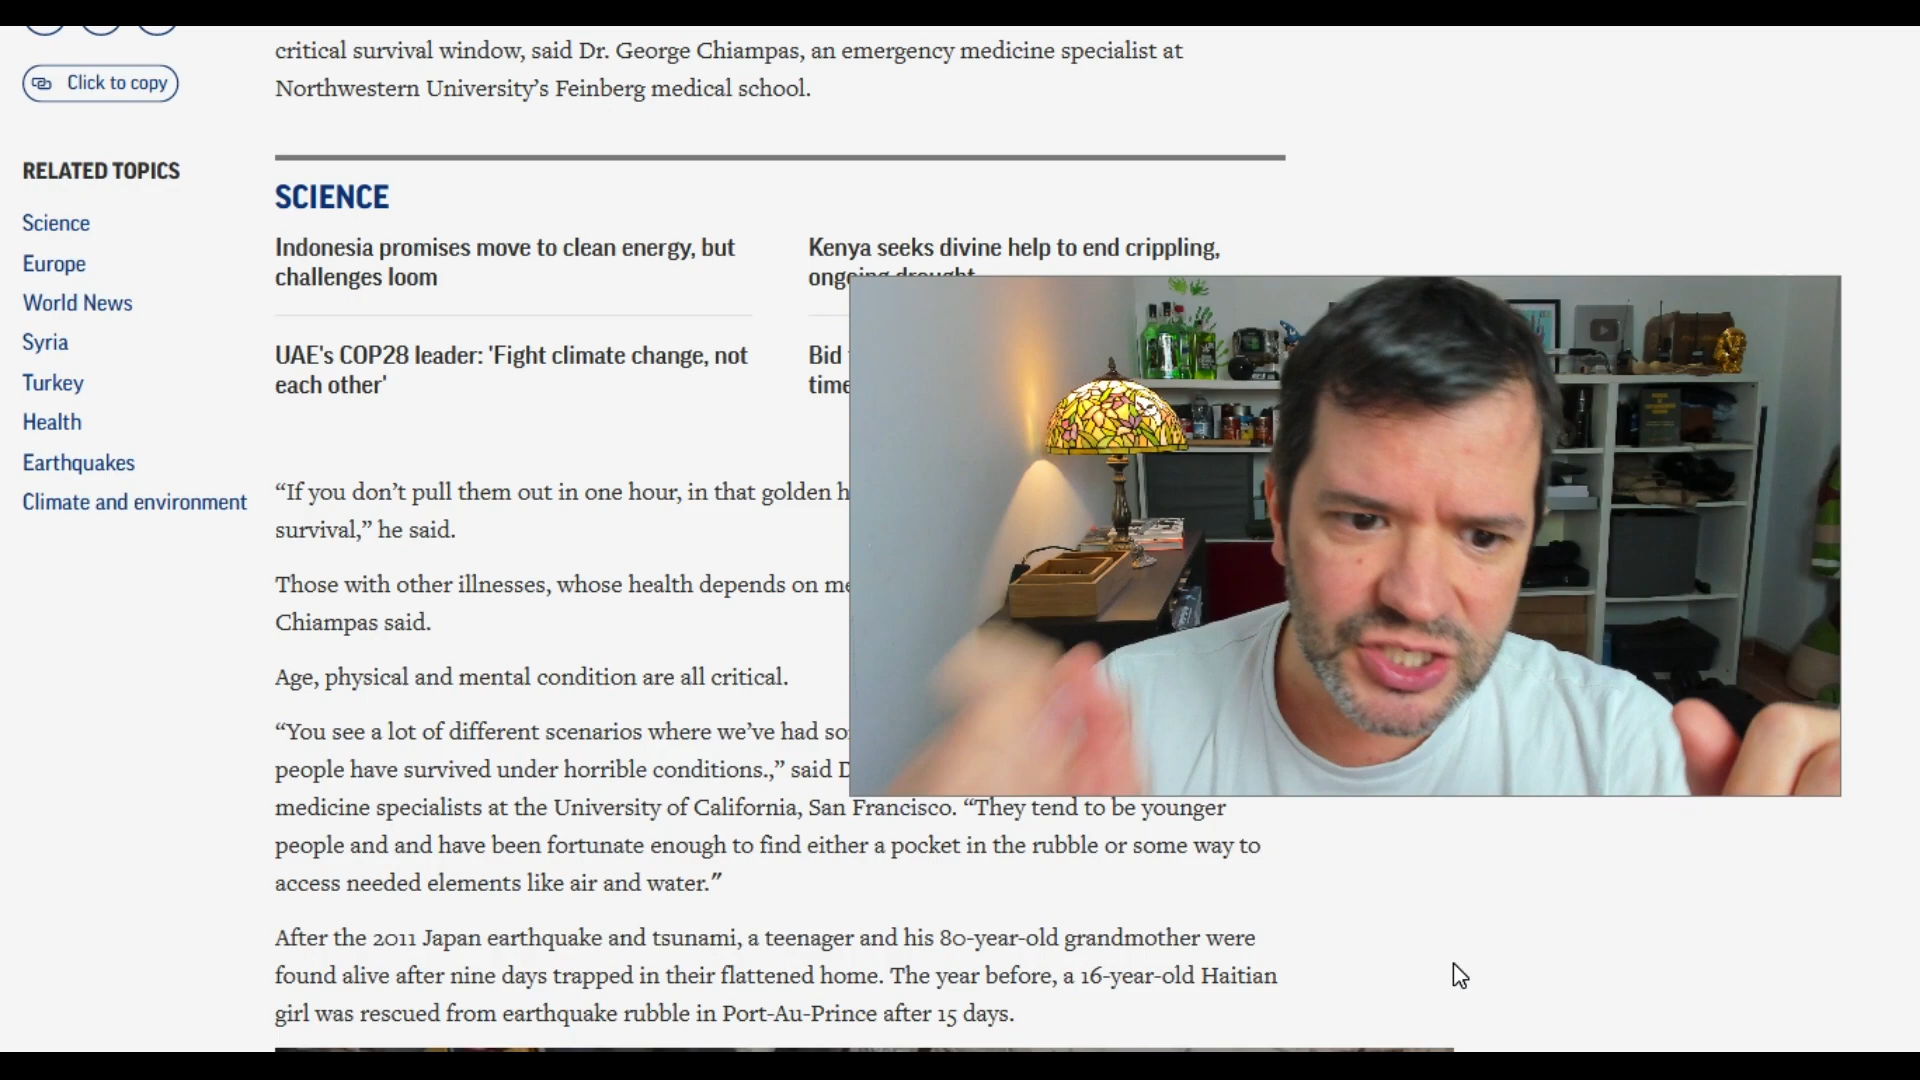 critical survival window, said Dr. George Chiampas, an emergency medicine specialist at
Northwestern University’s Feinberg medical school.
Click to copy
RELATED TOPICS
Science
Europe
World News
Syria
Turkey
Health
Earthquakes
Climate and environment
SCIENCE
Indonesia promises move to clean energy, but
challenges loom
Kenya seeks divine help to end crippling,
ongoing drought
UAE's COP28 leader: 'Fight climate change, not
each other'
Bid
time
“If you don’t pull them out in one hour, in that golden
survival,” he said.
Those with other illnesses, whose health depends on
Chiampas said.
Age, physical and mental condition are all critical.
“You see a lot of different scenarios where we’ve had
people have survived under horrible conditions.,” said
medicine specialists at the University of California, San Francisco. “They tend to be younger
people and and have been fortunate enough to find either a pocket in the rubble or some way to
access needed elements like air and water.”
After the 2011 Japan earthquake and tsunami, a teenager and his 80-year-old grandmother were
found alive after nine days trapped in their flattened home. The year before, a 16-year-old Haitian
girl was rescued from earthquake rubble in Port-Au-Prince after 15 days.